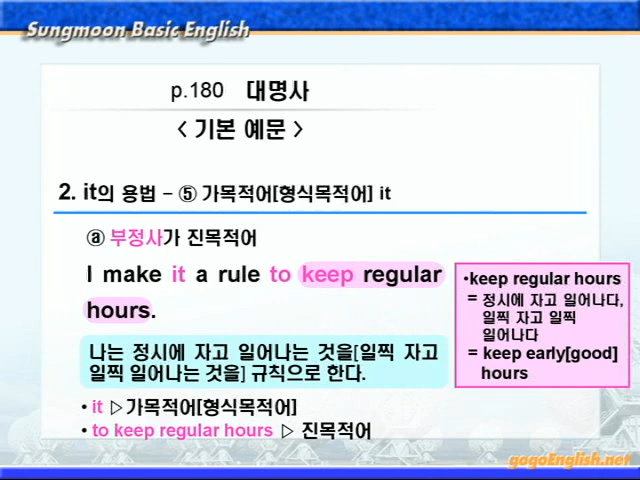 Sungmoon Basic English
p.180 대명사
< 기본 예문 >
2. it의 용법 – ⑤ 가목적어[형식목적어] it
ⓐ 부정사가 진목적어
I make it a rule to keep regular
hours.
나는 정시에 자고 일어나는 것을[일찍 자고
일찍 일어나는 것을] 규칙으로 한다.
• it ▷가목적어[형식목적어]
• to keep regular hours ▷ 진목적어
•keep regular hours
= 정시에 자고 일어나다,
일찍 자고 일찍
일어나다
= keep early[good]
hours
gogoEnglish.net